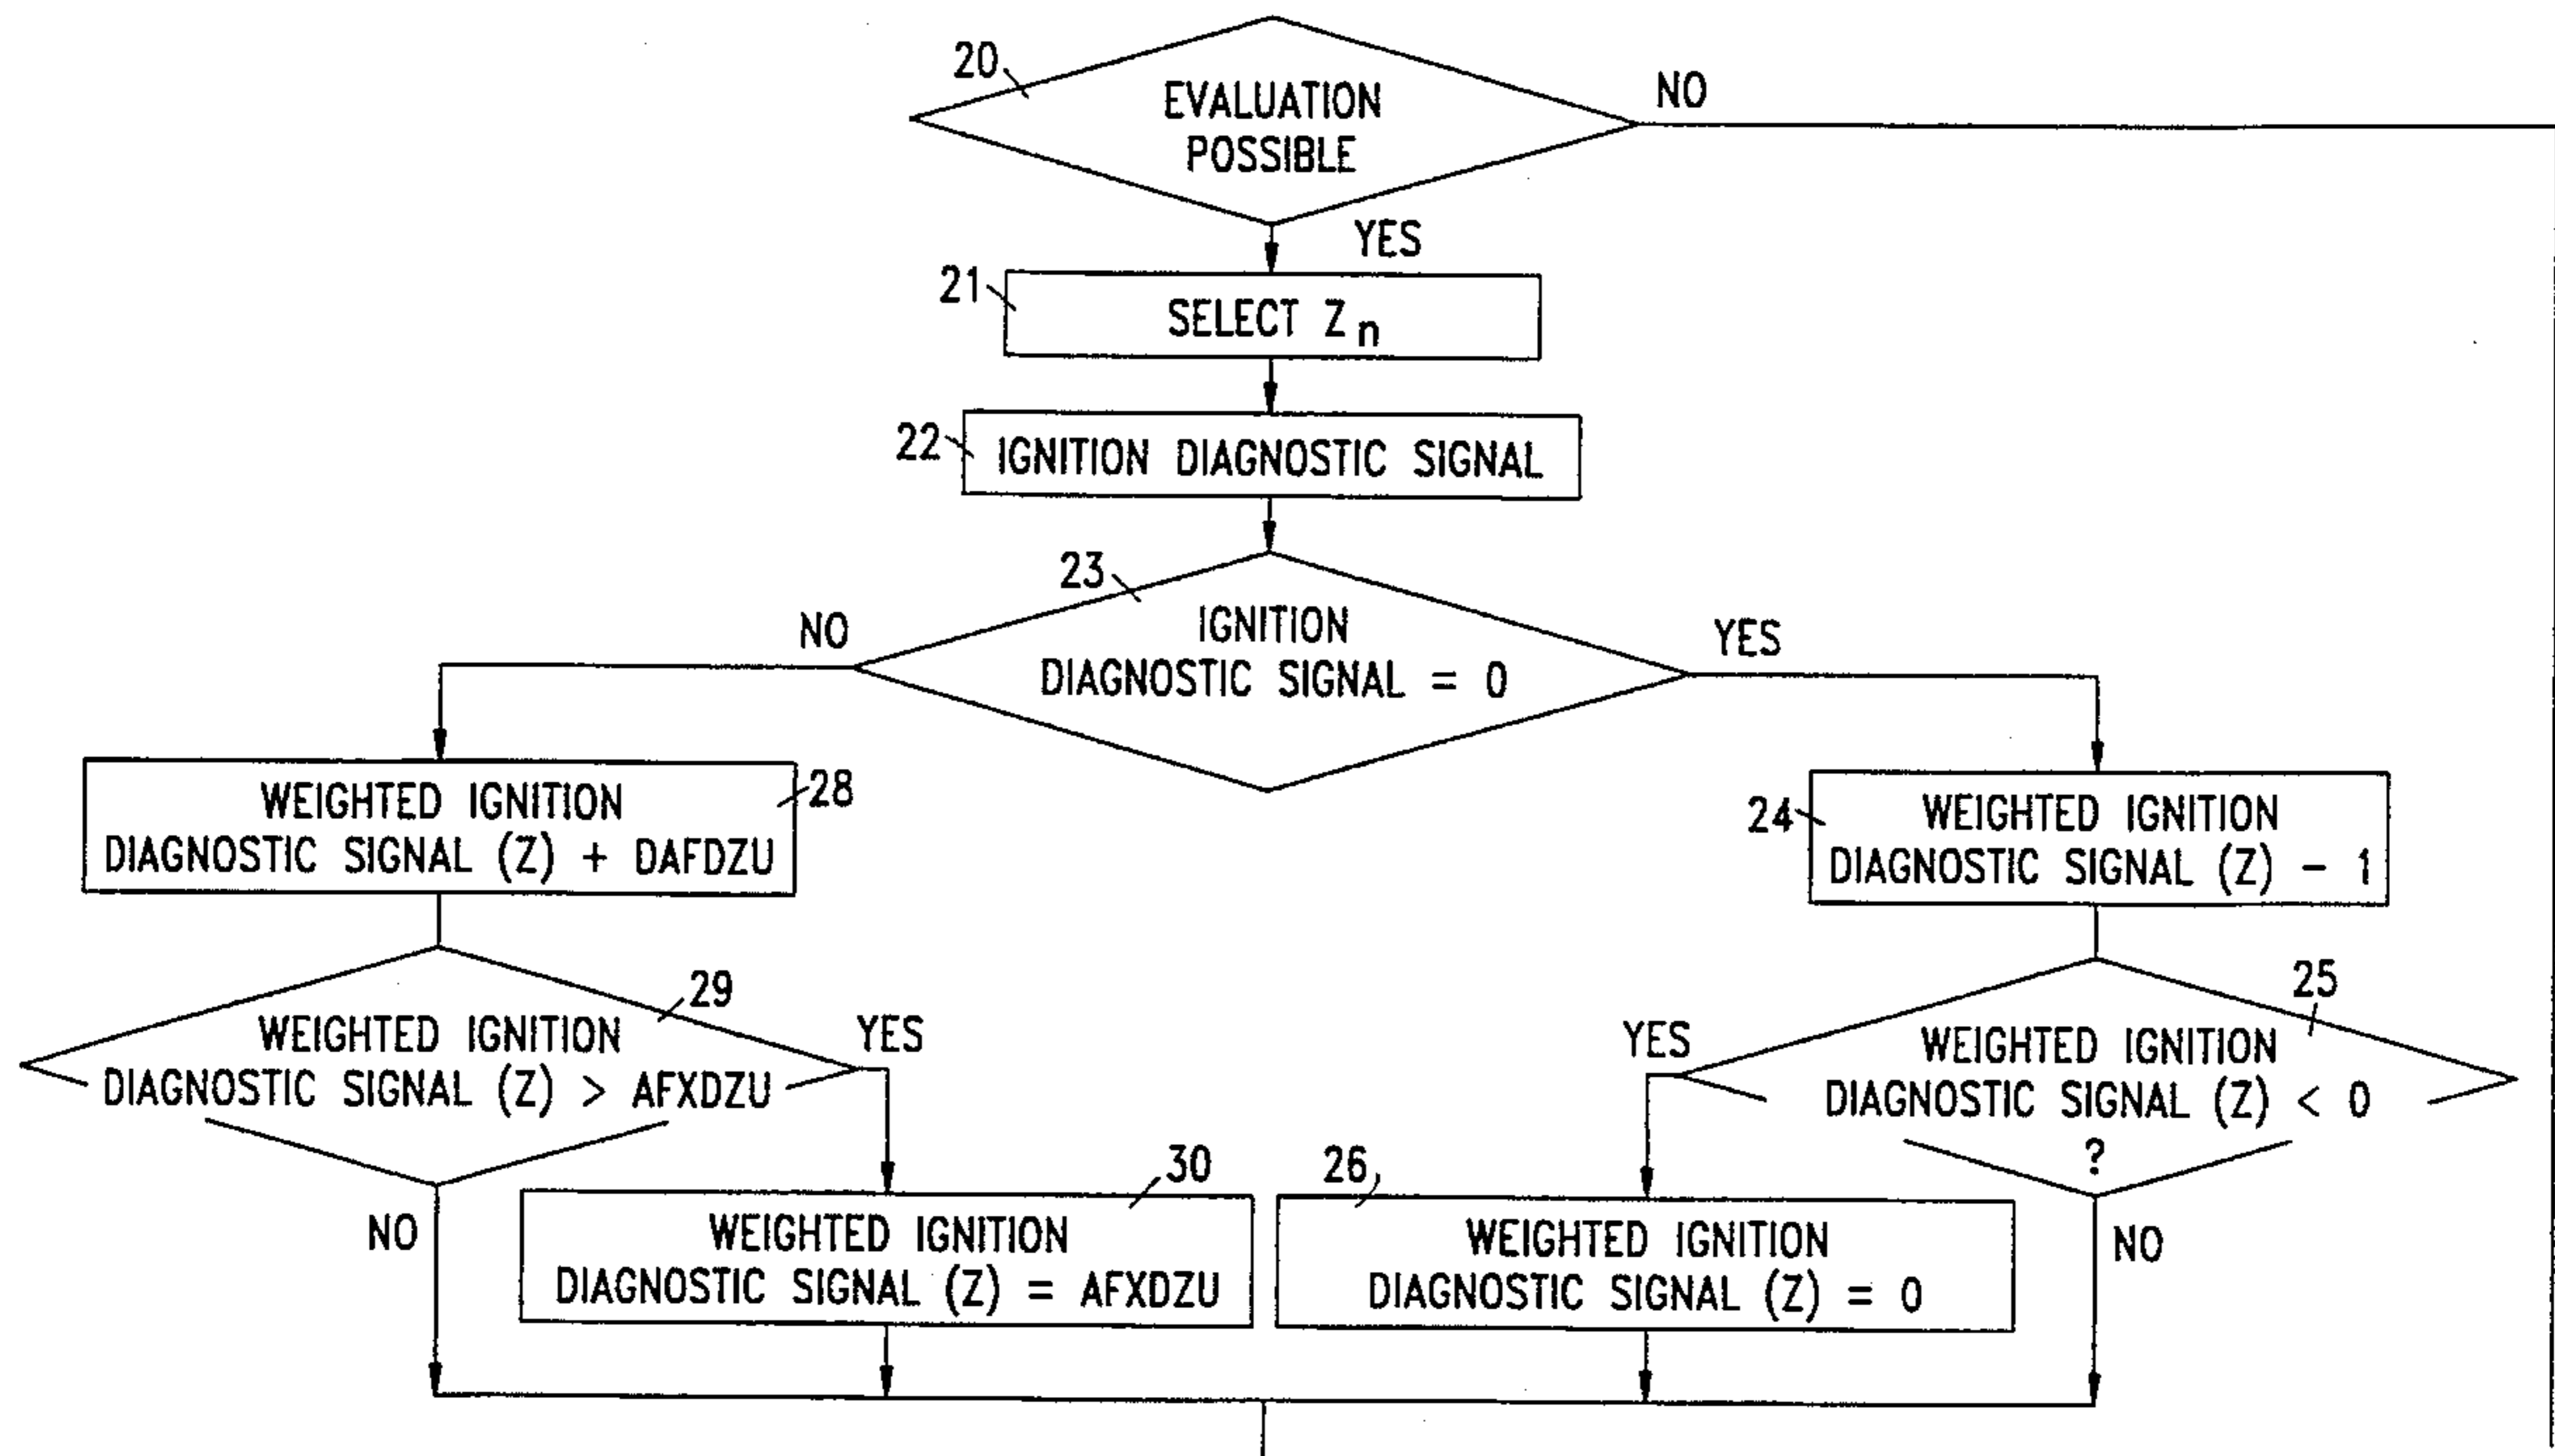 20
EVALUATION
POSSIBLE
NO
YES
21
SELECT Zn
22
IGNITION DIAGNOSTIC SIGNAL
23
IGNITION
DIAGNOSTIC SIGNAL = 0
NO
YES
WEIGHTED IGNITION
DIAGNOSTIC SIGNAL (Z) + DAFDZU
28
24
WEIGHTED IGNITION
DIAGNOSTIC SIGNAL (Z) - 1
29
WEIGHTED IGNITION
DIAGNOSTIC SIGNAL (Z) > AFXDZU
YES
NO
25
WEIGHTED IGNITION
DIAGNOSTIC SIGNAL (Z) < 0
?
YES
NO
30
WEIGHTED IGNITION
DIAGNOSTIC SIGNAL (Z) = AFXDZU
26
WEIGHTED IGNITION
DIAGNOSTIC SIGNAL (Z) = 0